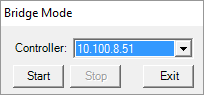 Bridge Mode
Controller: 10.100.8.51
Start Stop Exit